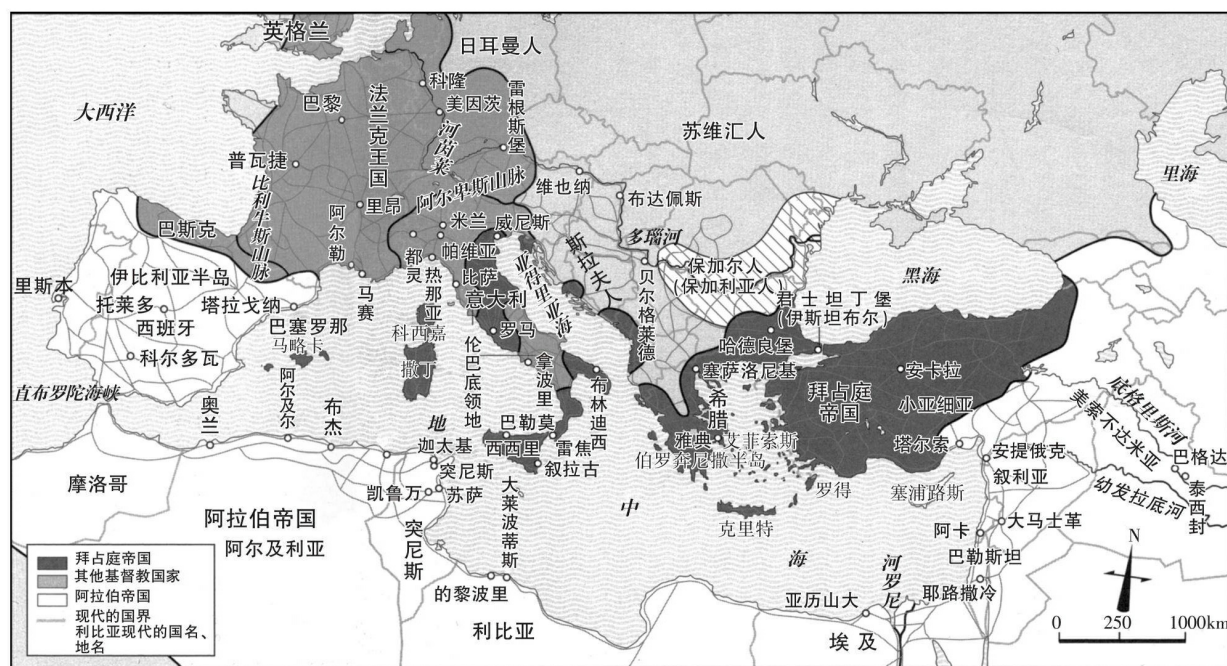 英格兰
日耳曼人
大西洋
科隆
巴黎
法兰克王国
美因茨
雷根斯堡
河茵莱
苏维汇人
里海
普瓦捷
比利牛斯山脉
阿尔卑斯山脉
维也纳
布达佩斯
里昂
巴斯克
阿尔勒
米兰
威尼斯
多瑙河
斯拉夫人
帕维亚
都灵
热那亚
比萨
亚得里亚海
保加尔人
(保加利亚人)
黑海
里斯本
伊比利亚半岛
托莱多
塔拉戈纳
西班牙
巴塞罗那
马略卡
科尔多瓦
马赛
意大利
科西嘉
撒丁
罗马
贝尔格莱德
君士坦丁堡
(伊斯坦布尔)
哈德良堡
塞萨洛尼基
安卡拉
拜占庭
帝国
小亚细亚
直布罗陀海峡
奥兰
阿尔及尔
布杰
伦巴底领地
拿波里
布林迪西
希腊
底格里斯河
美索不达米亚
巴格达
地
迦太基
巴勒莫
西西里
雷焦
叙拉古
雅典
艾菲索斯
伯罗奔尼撒半岛
塔尔索
安提俄克
叙利亚
幼发拉底河
泰西封
摩洛哥
凯鲁万
突尼斯
苏萨
大莱波蒂斯
中
罗得
塞浦路斯
克里特
大马士革
阿卡
巴勒斯坦
阿拉伯帝国
阿尔及利亚
突尼斯
海
河罗尼
耶路撒冷
的黎波里
亚历山大
利比亚
埃及
拜占庭帝国
其他基督教国家
阿拉伯帝国
现代的国界
利比亚现代的国名、
地名
N
0 250 1000km